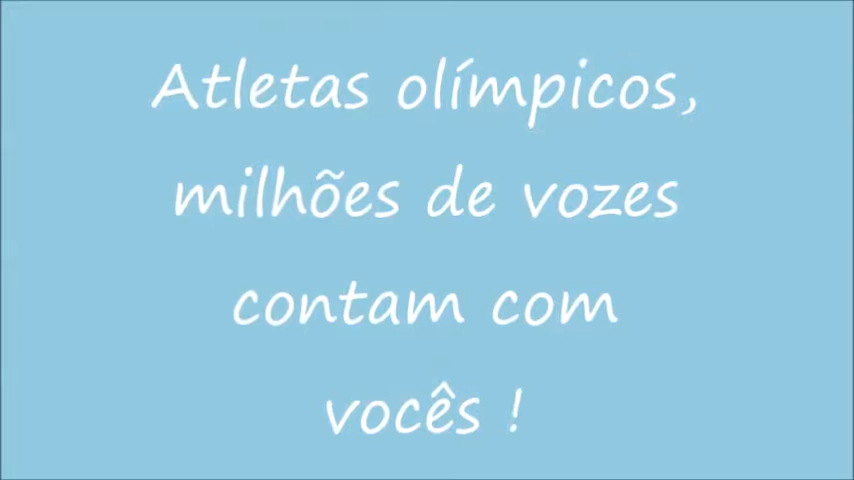 Atletas olímpicos,
milhões de vozes
contam com
vocês !